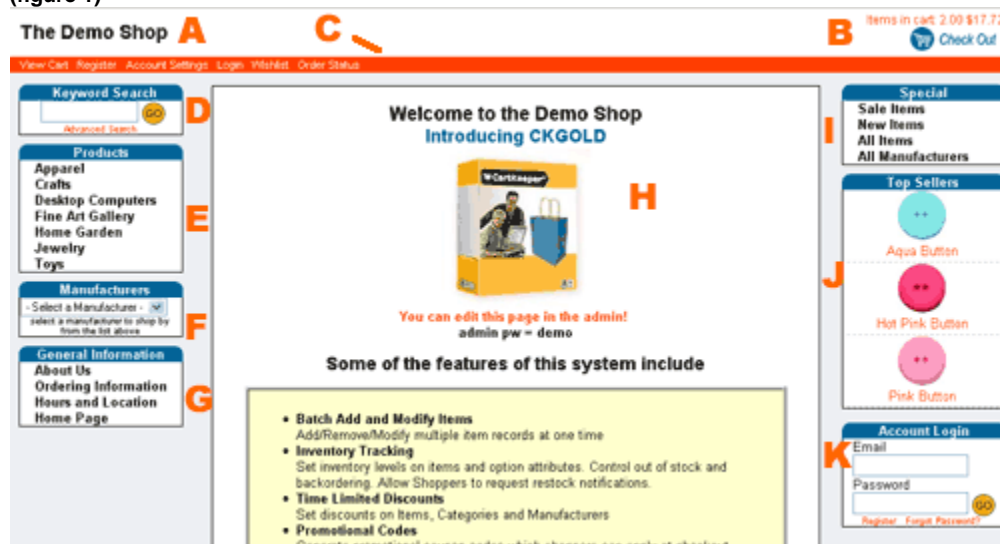 (figure 1)
The Demo Shop A
C
B
Items in cart: 2.00 $17.72
Check Out
View Cart Register Account Settings Login Wishlist Order Status
Keyword Search
GO
D
Advanced Search
Products
Apparel
Crafts
Desktop Computers
Fine Art Gallery
E
Home Garden
Jewelry
Toys
Manufacturers
- Select a Manufacturer -
F
select a manufacturer to shop by
from the list above
General Information
About Us
Ordering Information
G
Hours and Location
Home Page
Welcome to the Demo Shop
Introducing CKGOLD
CartKeeper
H
You can edit this page in the admin!
admin pw = demo
Some of the features of this system include
• Batch Add and Modify Items
Add/Remove/Modify multiple item records at one time
• Inventory Tracking
Set inventory levels on items and option attributes. Control out of stock and
backordering. Allow Shoppers to request restock notifications.
• Time Limited Discounts
Set discounts on Items, Categories and Manufacturers
• Promotional Codes
Special
Sale Items
New Items
I
All Items
All Manufacturers
Top Sellers
Aqua Button
J
Hot Pink Button
Pink Button
Account Login
K
Email
Password
GO
Register Forgot Password?